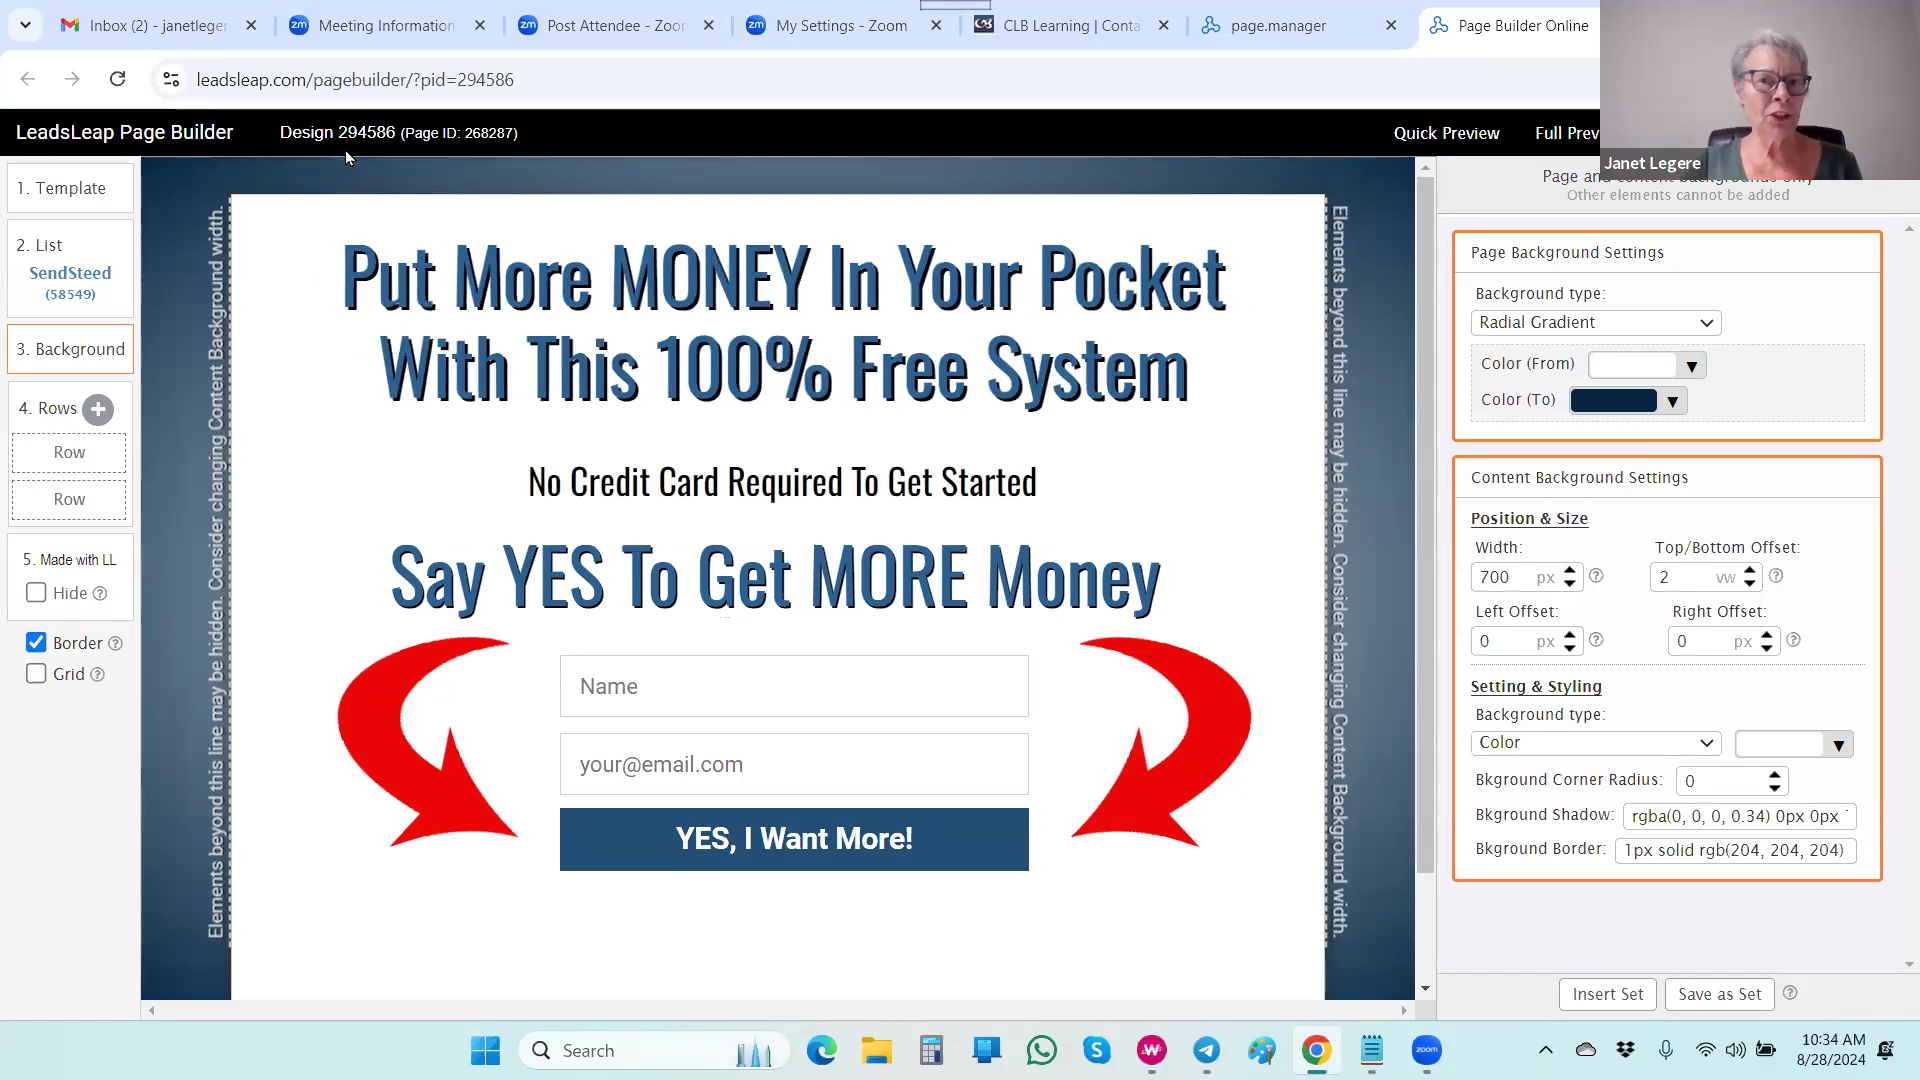 Inbox (2) - janetleger
Meeting Information
Post Attendee - Zoom
My Settings - Zoom
CLB Learning | Conta
page.manager
Page Builder Online
leadsleap.com/pagebuilder/?pid=294586
LeadsLeap Page Builder
Design 294586 (Page ID: 268287)
Quick Preview
Full Prev
Janet Legere
1. Template
2. List
SendSteed
(58549)
3. Background
4. Rows
Row
Row
5. Made with LL
Hide
Border
Grid
Elements beyond this line may be hidden. Consider changing Content Background width.
Put More MONEY In Your Pocket
With This 100% Free System
No Credit Card Required To Get Started
Say YES To Get MORE Money
Name
your@email.com
YES, I Want More!
Elements beyond this line may be hidden. Consider changing Content Background width.
Page and content backgrounds only
Other elements cannot be added
Page Background Settings
Background type:
Radial Gradient
Color (From)
Color (To)
Content Background Settings
Position & Size
Width:
Top/Bottom Offset:
700 px
2 vw
Left Offset:
Right Offset:
0 px
0 px
Setting & Styling
Background type:
Color
Bkground Corner Radius: 0
Bkground Shadow: rgba(0, 0, 0, 0.34) 0px 0px
Bkground Border: 1px solid rgb(204, 204, 204)
Insert Set
Save as Set
Search
zoom
10:34 AM
8/28/2024